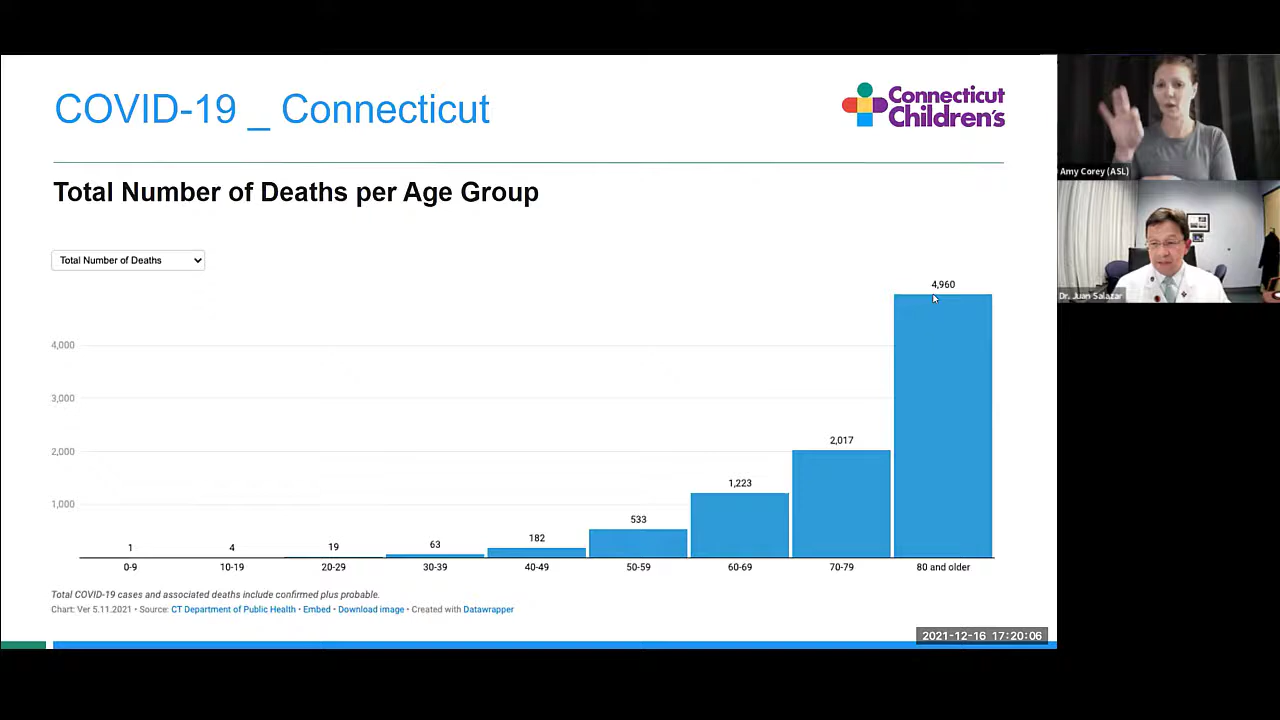 COVID-19 _ Connecticut
Connecticut
Children's
Total Number of Deaths per Age Group
Total Number of Deaths
4,960
4,000
3,000
2,017
2,000
1,223
1,000
533
182
63
19
4
1
0-9 10-19 20-29 30-39 40-49 50-59 60-69 70-79 80 and older
Total COVID-19 cases and associated deaths include confirmed plus probable.
Chart: Ver 5.11.2021 • Source: CT Department of Public Health • Embed • Download image • Created with Datawrapper
2021-12-16 17:20:06
Amy Corey (ASL)
Dr. Juan Salazar